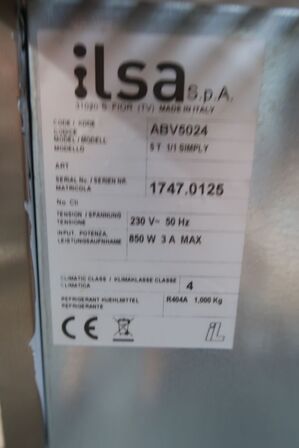 ilsa S.p.A.
31020 S. FIOR (TV) MADE IN ITALY
CODE / KODE
CODICE
ABV5024
MODEL / MODELL
MODELLO
5 T 1/1 SIMPLY
ART
SERIAL No. / SERIEN NR.
MATRICOLA
1747.0125
No. Cli
TENSION / SPANNUNG
TENSIONE
230 V~ 50 Hz
INPUT, POTENZA,
LEISTUNGSAUFNAHME
850 W 3 A MAX
CLIMATIC CLASS / KLIMAKLASSE CLASSE
CLIMATICA
4
REFRIGERANT KUEHLMITTEL
REFRIGERANTE
R404A 1,000 Kg
CE
iL